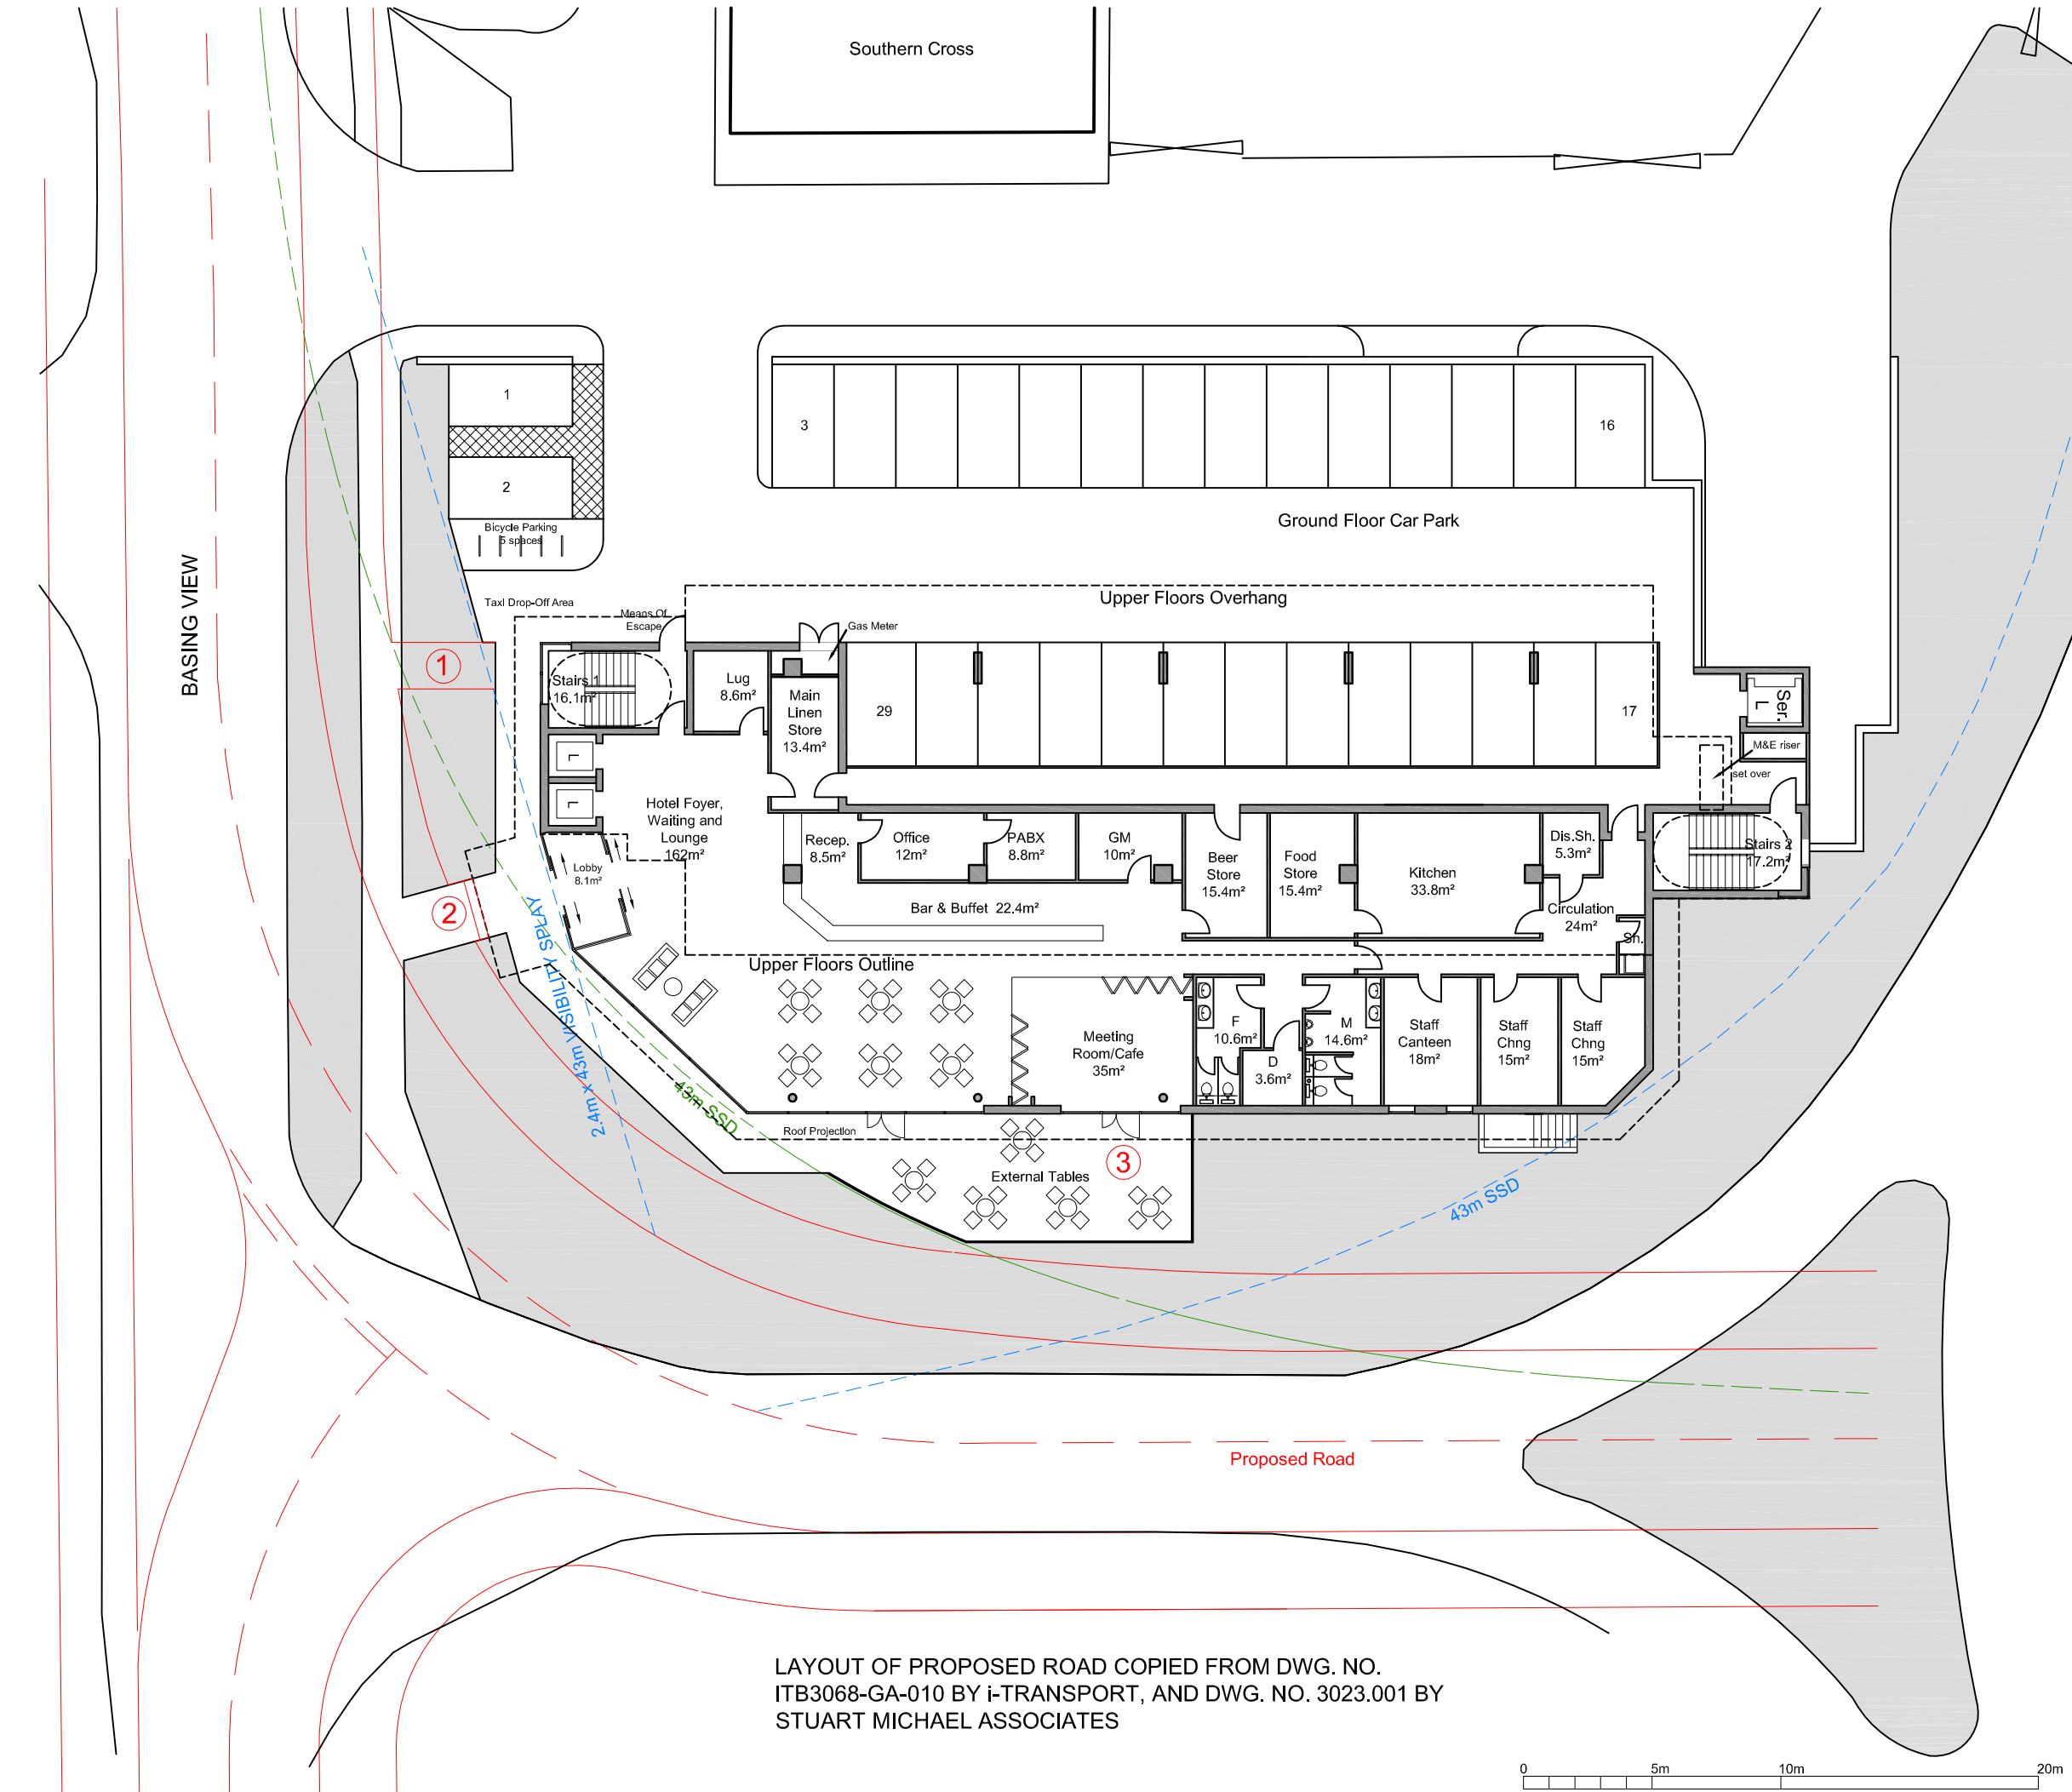 Southern Cross
1
2
Bicycle Parking
5 spaces
3
16
Ground Floor Car Park
BASING VIEW
Taxi Drop-Off Area
Means Of
Escape
Upper Floors Overhang
Gas Meter
1
Stairs 1
16.1m²
Lug
8.6m²
Main
Linen
Store
13.4m²
29
17
Ser.
L
M&E riser
set over
L
L
Hotel Foyer,
Waiting and
Lounge
162m²
Lobby
8.1m²
Recep.
8.5m²
Office
12m²
PABX
8.8m²
GM
10m²
Beer
Store
15.4m²
Food
Store
15.4m²
Kitchen
33.8m²
Dis.Sh.
5.3m²
Stairs 2
17.2m²
Circulation
24m²
Sh.
Bar & Buffet 22.4m²
2
Upper Floors Outline
2.4m x 43m VISIBILITY SPLAY
43m SSD
Meeting
Room/Cafe
35m²
F
10.6m²
D
3.6m²
M
14.6m²
Staff
Canteen
18m²
Staff
Chng
15m²
Staff
Chng
15m²
Roof Projection
External Tables
3
43m SSD
Proposed Road
LAYOUT OF PROPOSED ROAD COPIED FROM DWG. NO.
ITB3068-GA-010 BY i-TRANSPORT, AND DWG. NO. 3023.001 BY
STUART MICHAEL ASSOCIATES
0 5m 10m 20m